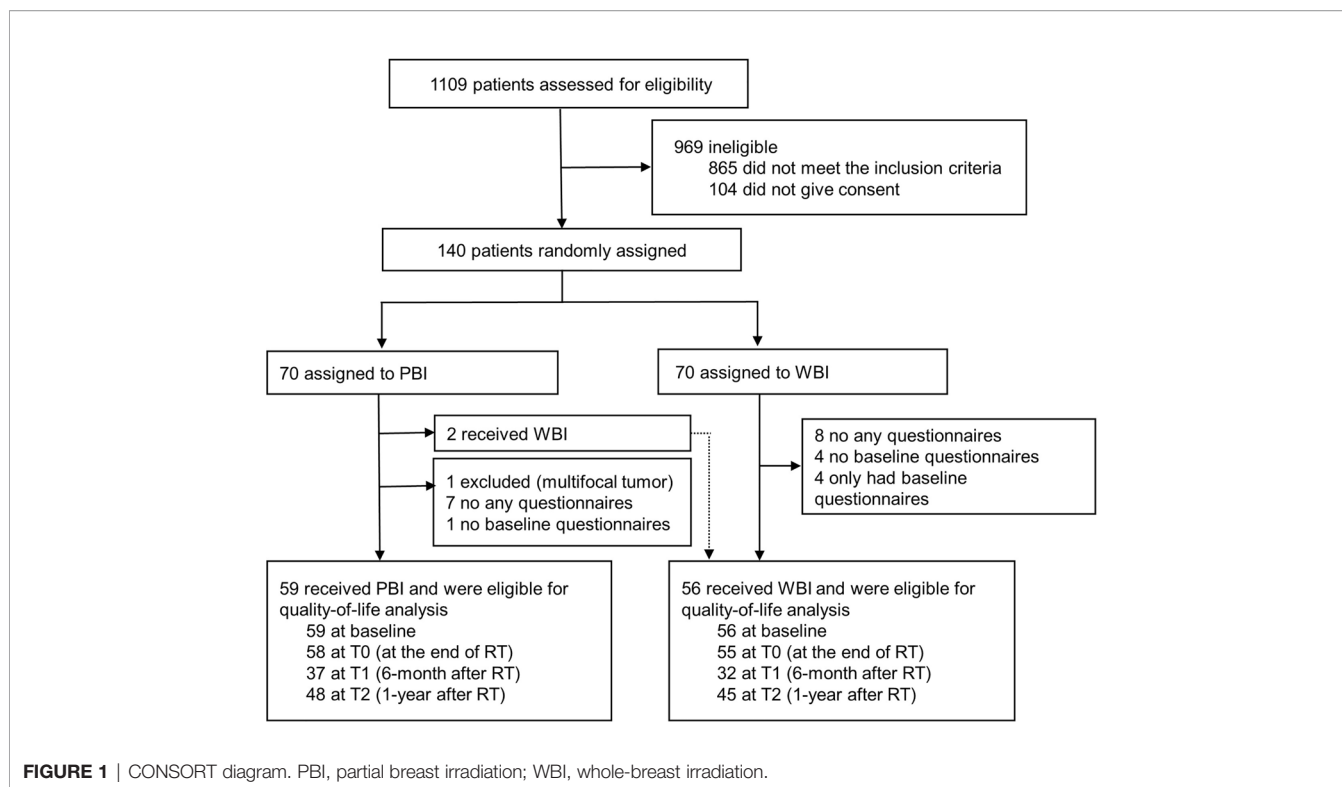 1109 patients assessed for eligibility
969 ineligible
865 did not meet the inclusion criteria
104 did not give consent
140 patients randomly assigned
70 assigned to PBI
70 assigned to WBI
2 received WBI
1 excluded (multifocal tumor)
7 no any questionnaires
1 no baseline questionnaires
8 no any questionnaires
4 no baseline questionnaires
4 only had baseline
questionnaires
59 received PBI and were eligible for
quality-of-life analysis
59 at baseline
58 at T0 (at the end of RT)
37 at T1 (6-month after RT)
48 at T2 (1-year after RT)
56 received WBI and were eligible for
quality-of-life analysis
56 at baseline
55 at T0 (at the end of RT)
32 at T1 (6-month after RT)
45 at T2 (1-year after RT)
FIGURE 1 | CONSORT diagram. PBI, partial breast irradiation; WBI, whole-breast irradiation.